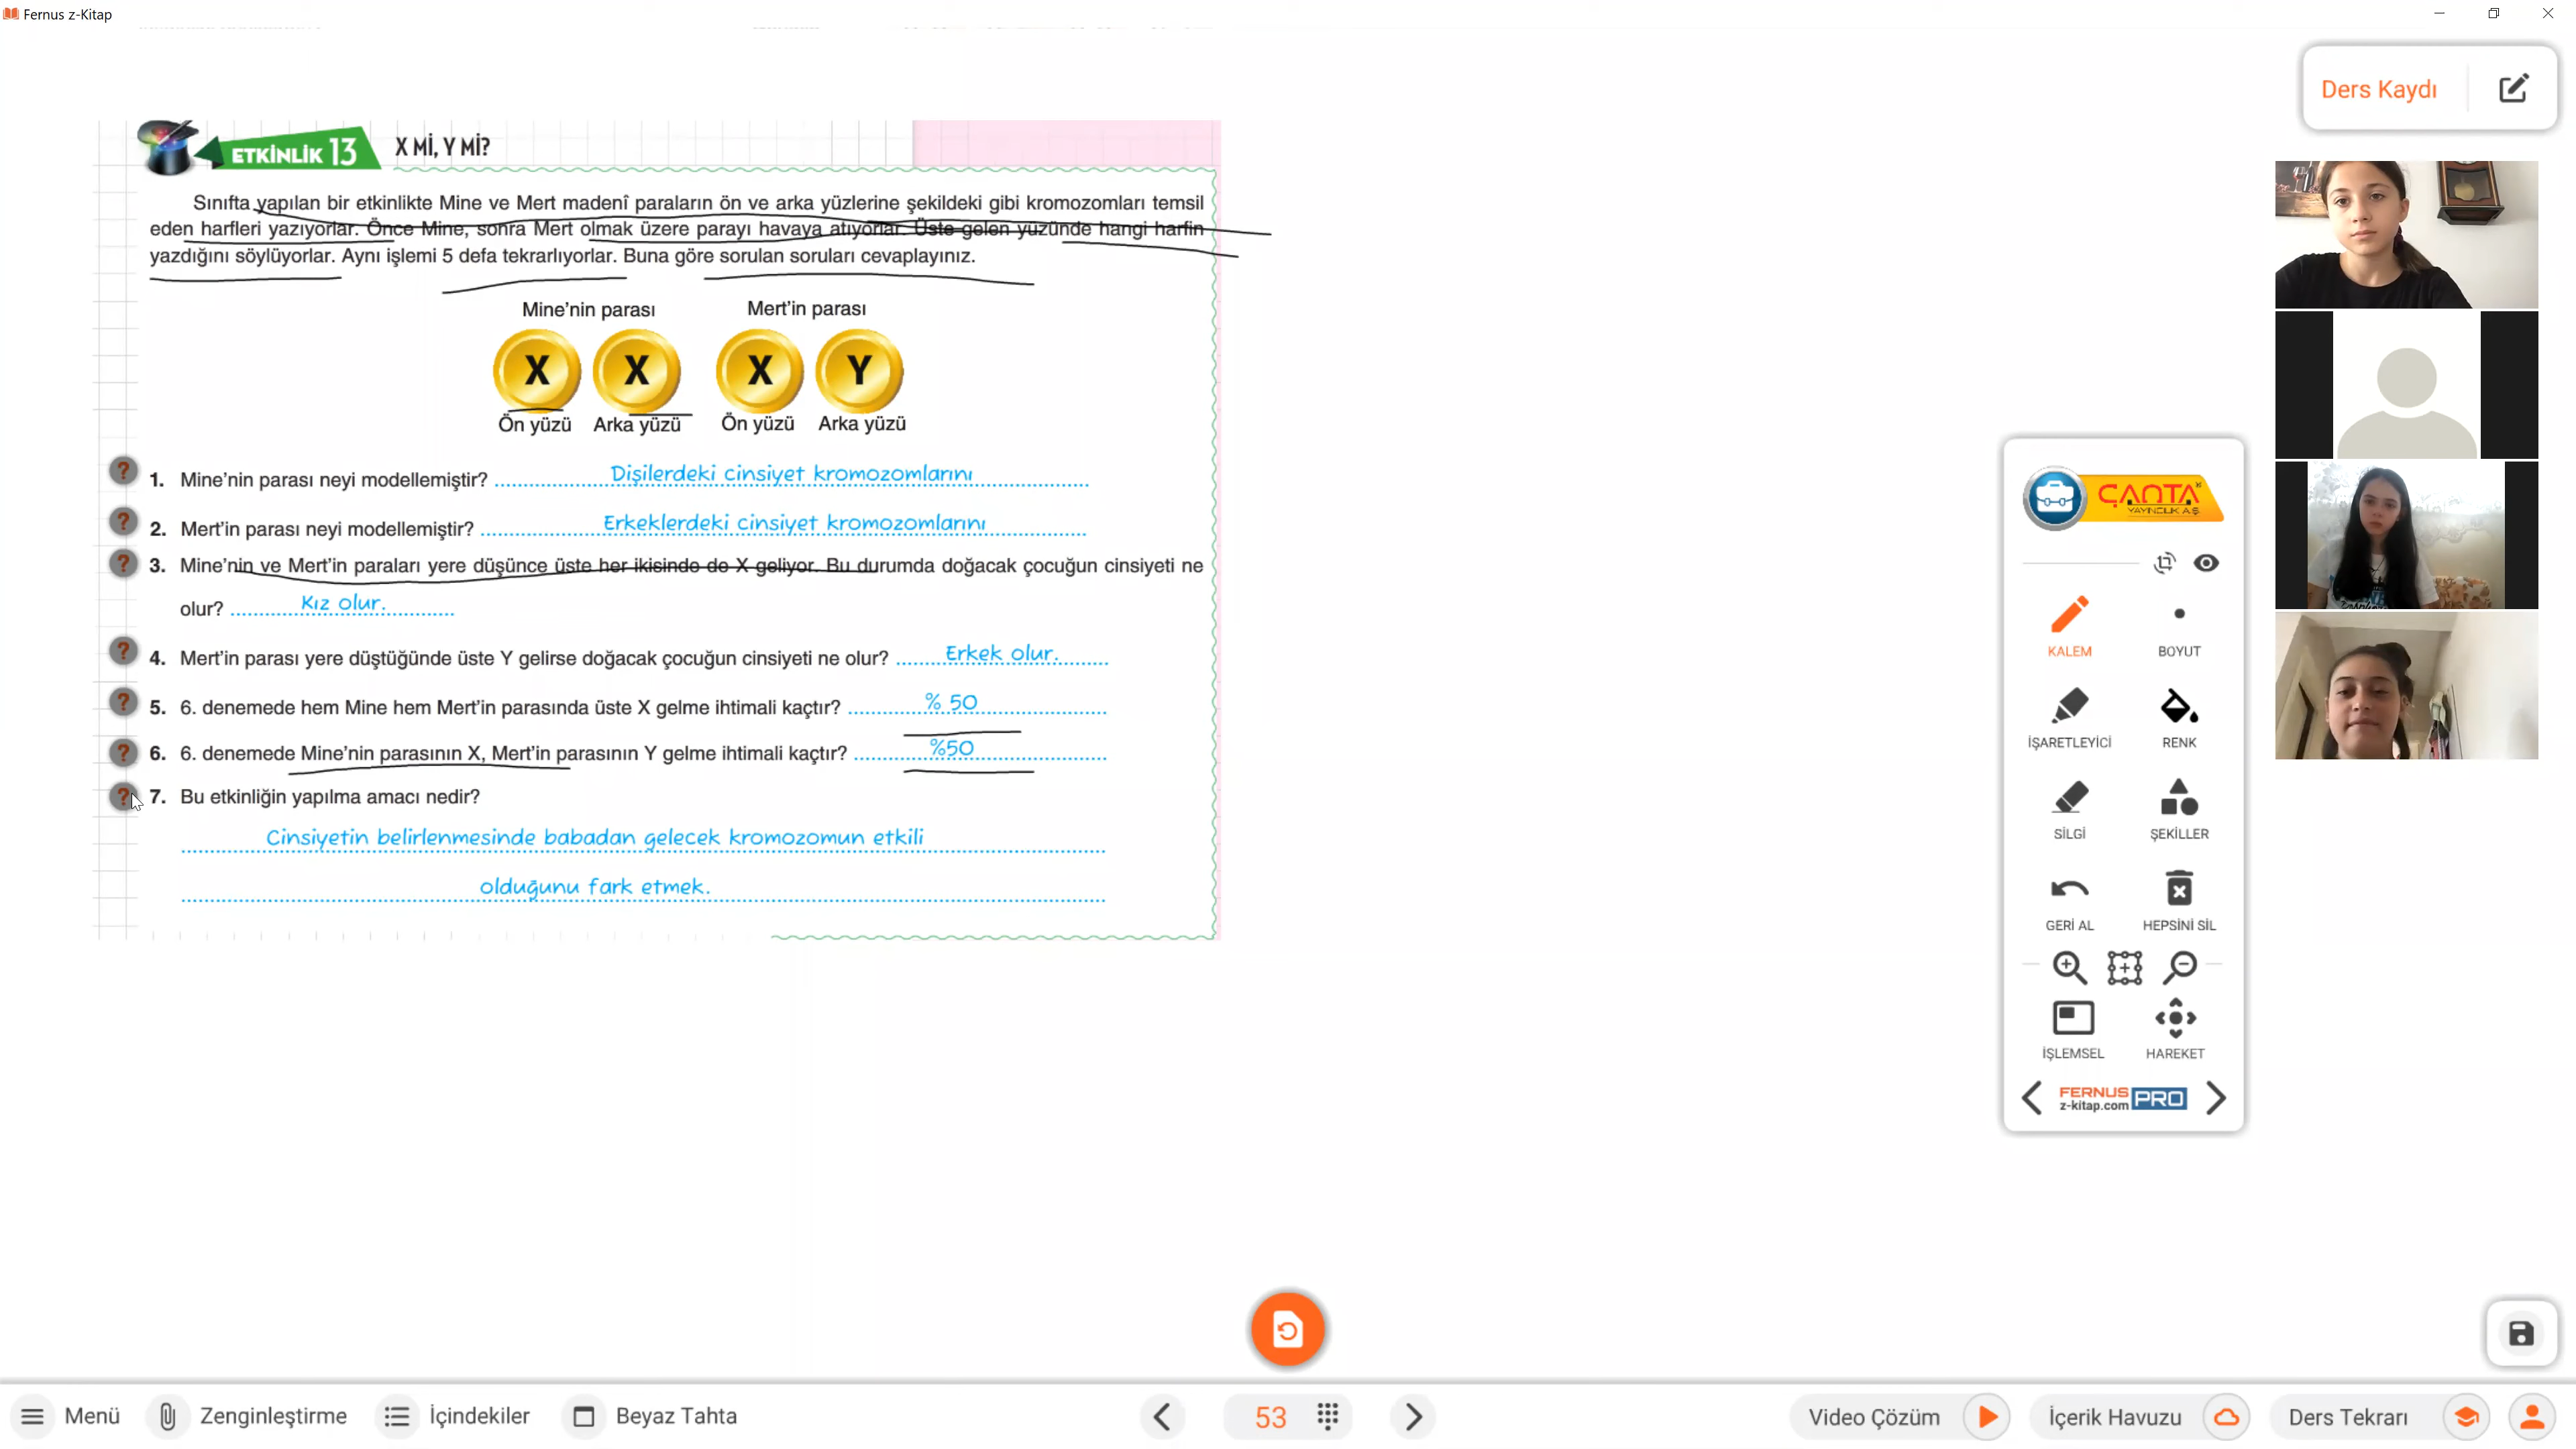 Fernus z-Kitap
Ders Kaydı
ETKİNLİK 13 X Mİ, Y Mİ?
Sınıfta yapılan bir etkinlikte Mine ve Mert madenî paraların ön ve arka yüzlerine şekildeki gibi kromozomları temsil
eden harfleri yazıyorlar. Önce Mine, sonra Mert olmak üzere parayı havaya atıyorlar. Üste gelen yüzünde hangi harfin
yazdığını söylüyorlar. Aynı işlemi 5 defa tekrarlıyorlar. Buna göre sorulan soruları cevaplayınız.
Mine'nin parası Mert'in parası
X X X Y
Ön yüzü Arka yüzü Ön yüzü Arka yüzü
? 1. Mine'nin parası neyi modellemiştir? Dişilerdeki cinsiyet kromozomlarını
? 2. Mert'in parası neyi modellemiştir? Erkeklerdeki cinsiyet kromozomlarını
? 3. Mine'nin ve Mert'in paraları yere düşünce üste her ikisinde de X geliyor. Bu durumda doğacak çocuğun cinsiyeti ne
olur? Kız olur.
? 4. Mert'in parası yere düştüğünde üste Y gelirse doğacak çocuğun cinsiyeti ne olur? Erkek olur.
? 5. 6. denemede hem Mine hem Mert'in parasında üste X gelme ihtimali kaçtır? % 50
? 6. 6. denemede Mine'nin parasının X, Mert'in parasının Y gelme ihtimali kaçtır? %50
? 7. Bu etkinliğin yapılma amacı nedir?
Cinsiyetin belirlenmesinde babadan gelecek kromozomun etkili
olduğunu fark etmek.
ÇANTA
YAYINCILIK A.Ş.
KALEM BOYUT
İŞARETLEYİCİ RENK
SİLGİ ŞEKİLLER
GERİ AL HEPSİNİ SİL
İŞLEMSEL HAREKET
FERNUS PRO
z-kitap.com
Menü Zenginleştirme İçindekiler Beyaz Tahta 53 Video Çözüm İçerik Havuzu Ders Tekrarı